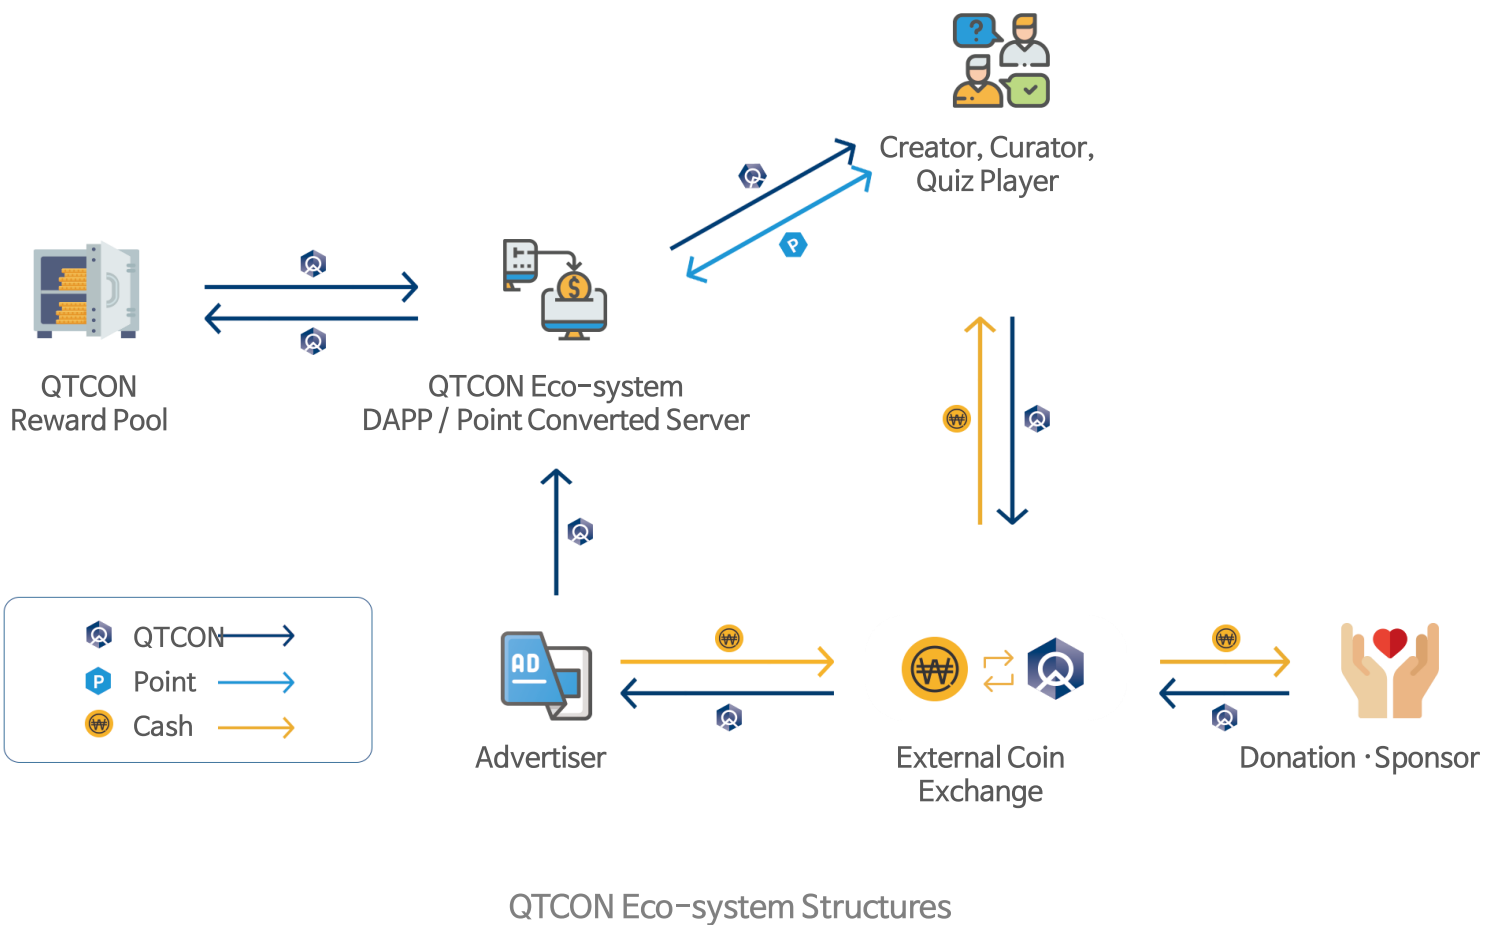 Creator, Curator,
Quiz Player
QTCON
Reward Pool
QTCON Eco-system
DAPP / Point Converted Server
P
QTCON
P
Point
Cash
AD
Advertiser
External Coin
Exchange
Donation · Sponsor
QTCON Eco-system Structures